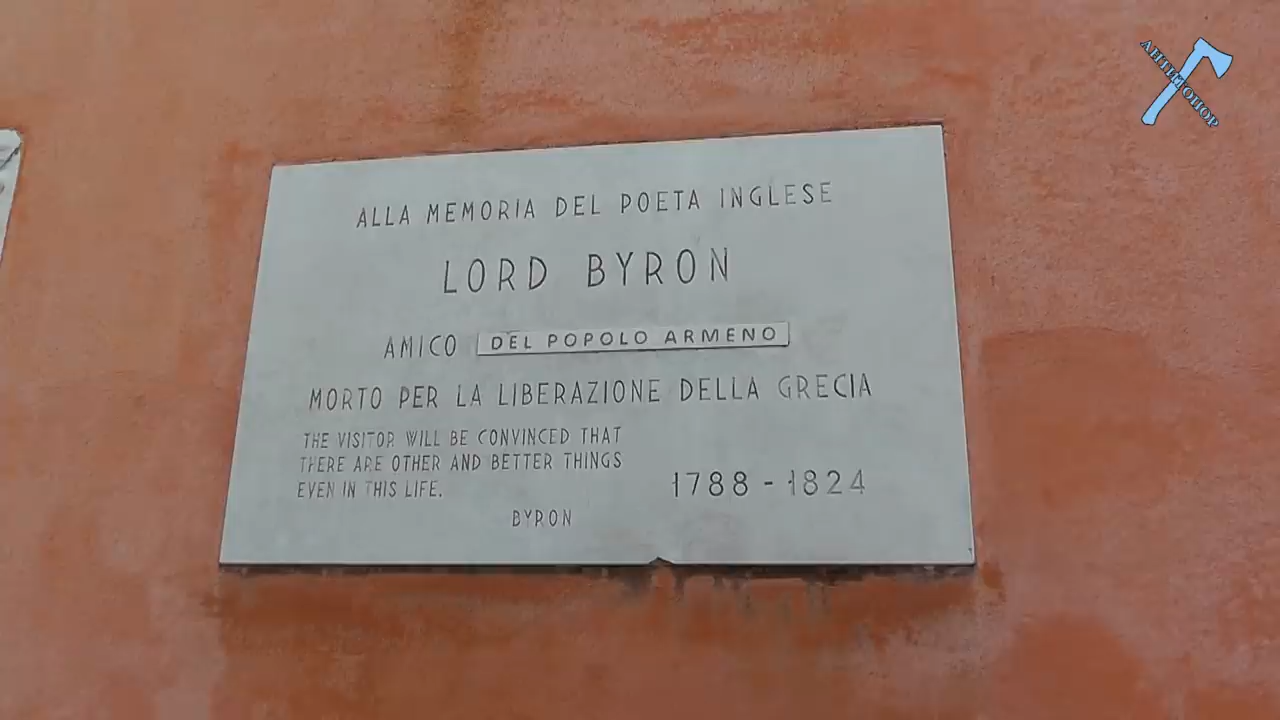 ALLA MEMORIA DEL POETA INGLESE
LORD BYRON
AMICO DEL POPOLO ARMENO
MORTO PER LA LIBERAZIONE DELLA GRECIA
THE VISITOR WILL BE CONVINCED THAT
THERE ARE OTHER AND BETTER THINGS
EVEN IN THIS LIFE.
BYRON
1788 - 1824
АНТИТОПОР